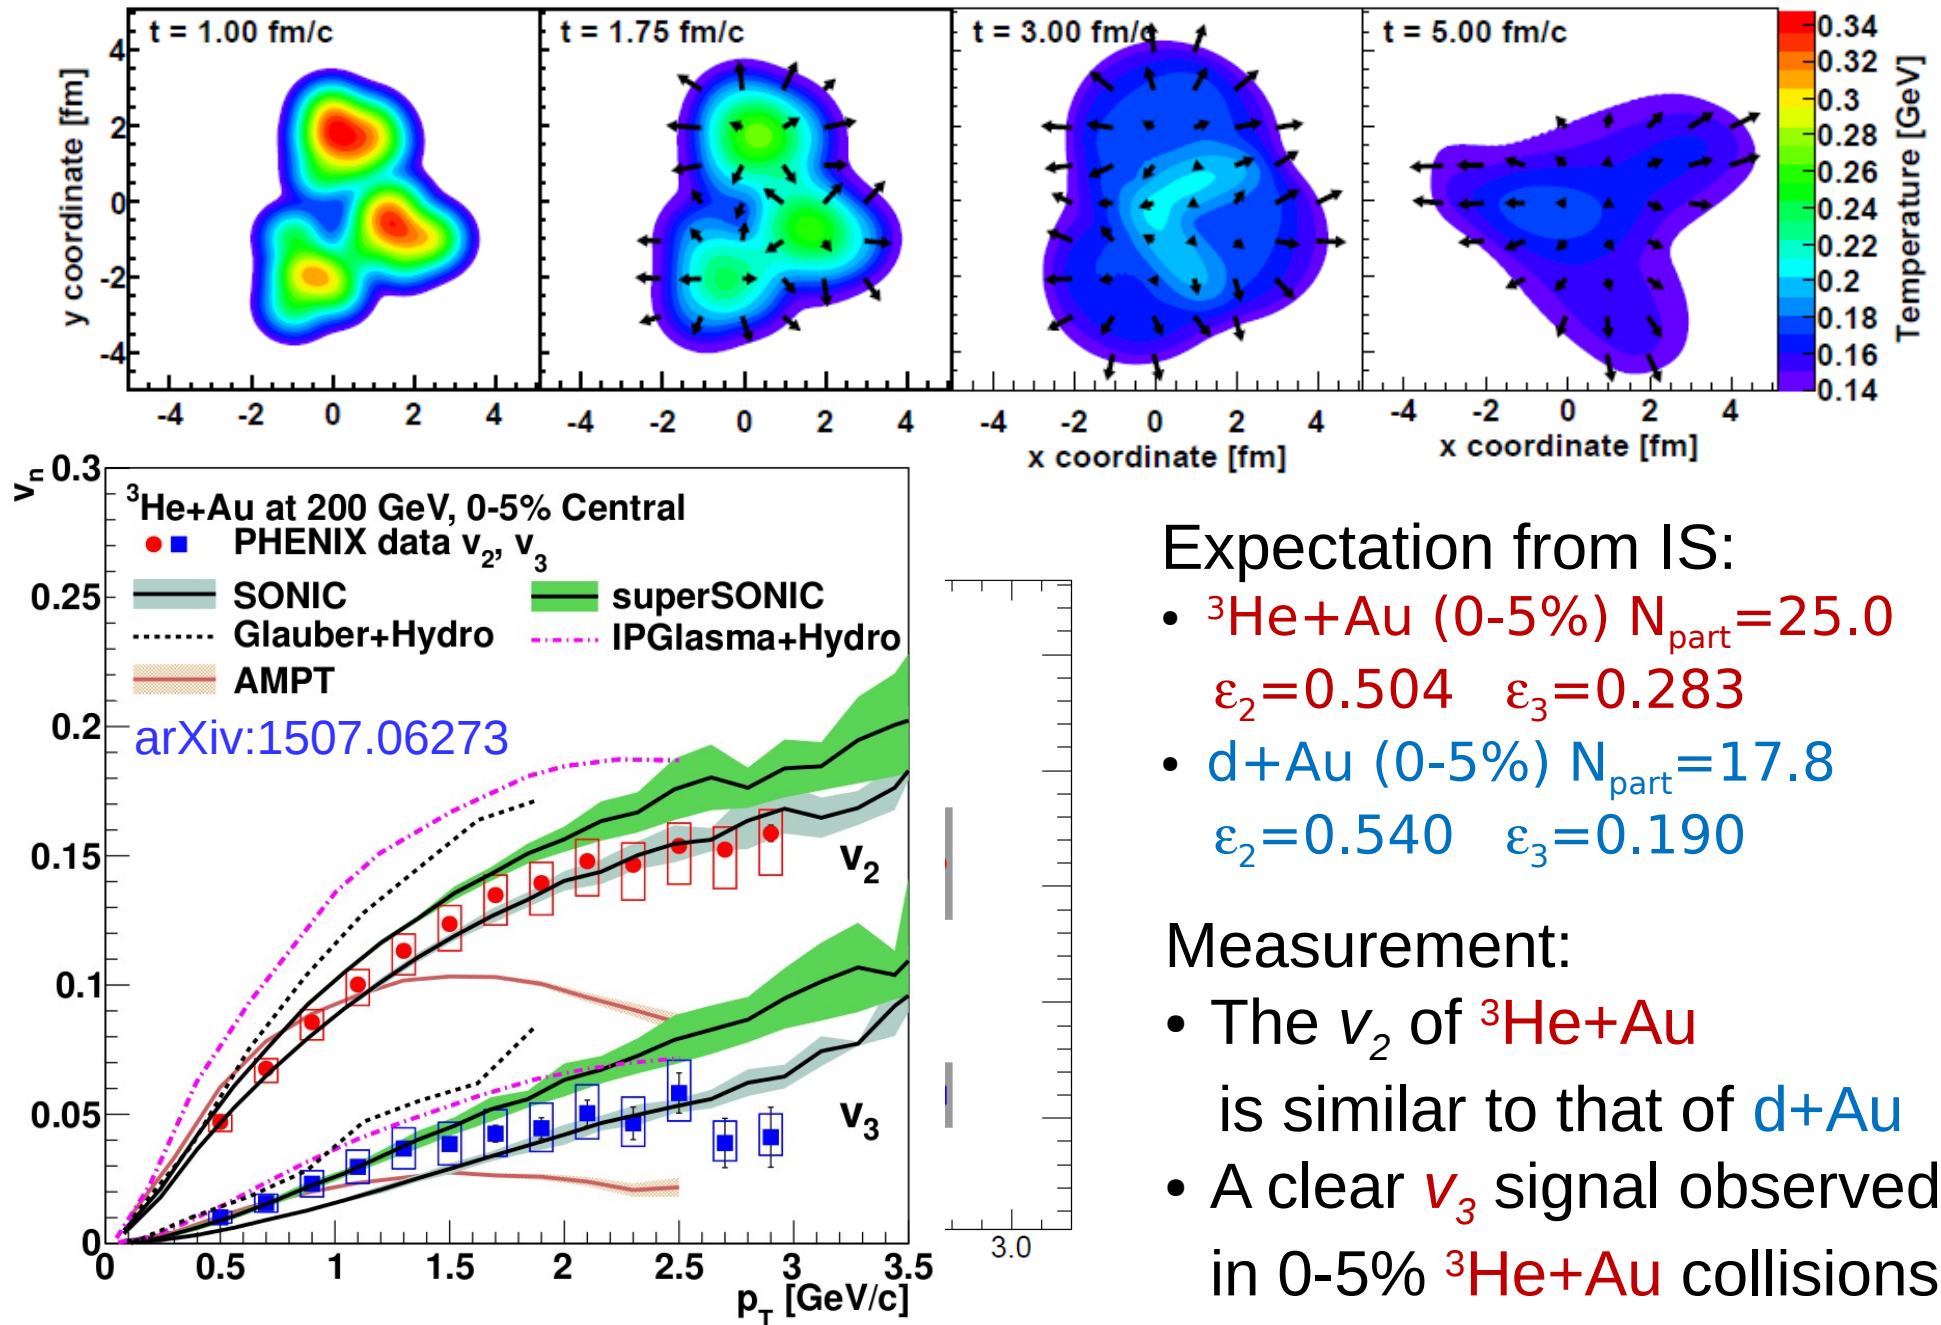 t = 1.00 fm/c
t = 1.75 fm/c
t = 3.00 fm/c
t = 5.00 fm/c
y coordinate [fm]
4
2
0
-2
-4
-4 -2 0 2 4
-4 -2 0 2 4
-4 -2 0 2 4
-4 -2 0 2 4
x coordinate [fm]
x coordinate [fm]
0.34
0.32
0.3
0.28
0.26
0.24
0.22
0.2
0.18
0.16
0.14
Temperature [GeV]
vₙ
0.3
0.25
0.2
0.15
0.1
0.05
0
³He+Au at 200 GeV, 0-5% Central
PHENIX data v₂, v₃
SONIC
superSONIC
Glauber+Hydro
IPGlasma+Hydro
AMPT
arXiv:1507.06273
v₂
v₃
0 0.5 1 1.5 2 2.5 3 3.5
p_T [GeV/c]
3.0
Expectation from IS:
• ³He+Au (0-5%) N_part=25.0
ε₂=0.504 ε₃=0.283
• d+Au (0-5%) N_part=17.8
ε₂=0.540 ε₃=0.190
Measurement:
• The v₂ of ³He+Au
is similar to that of d+Au
• A clear v₃ signal observed
in 0-5% ³He+Au collisions